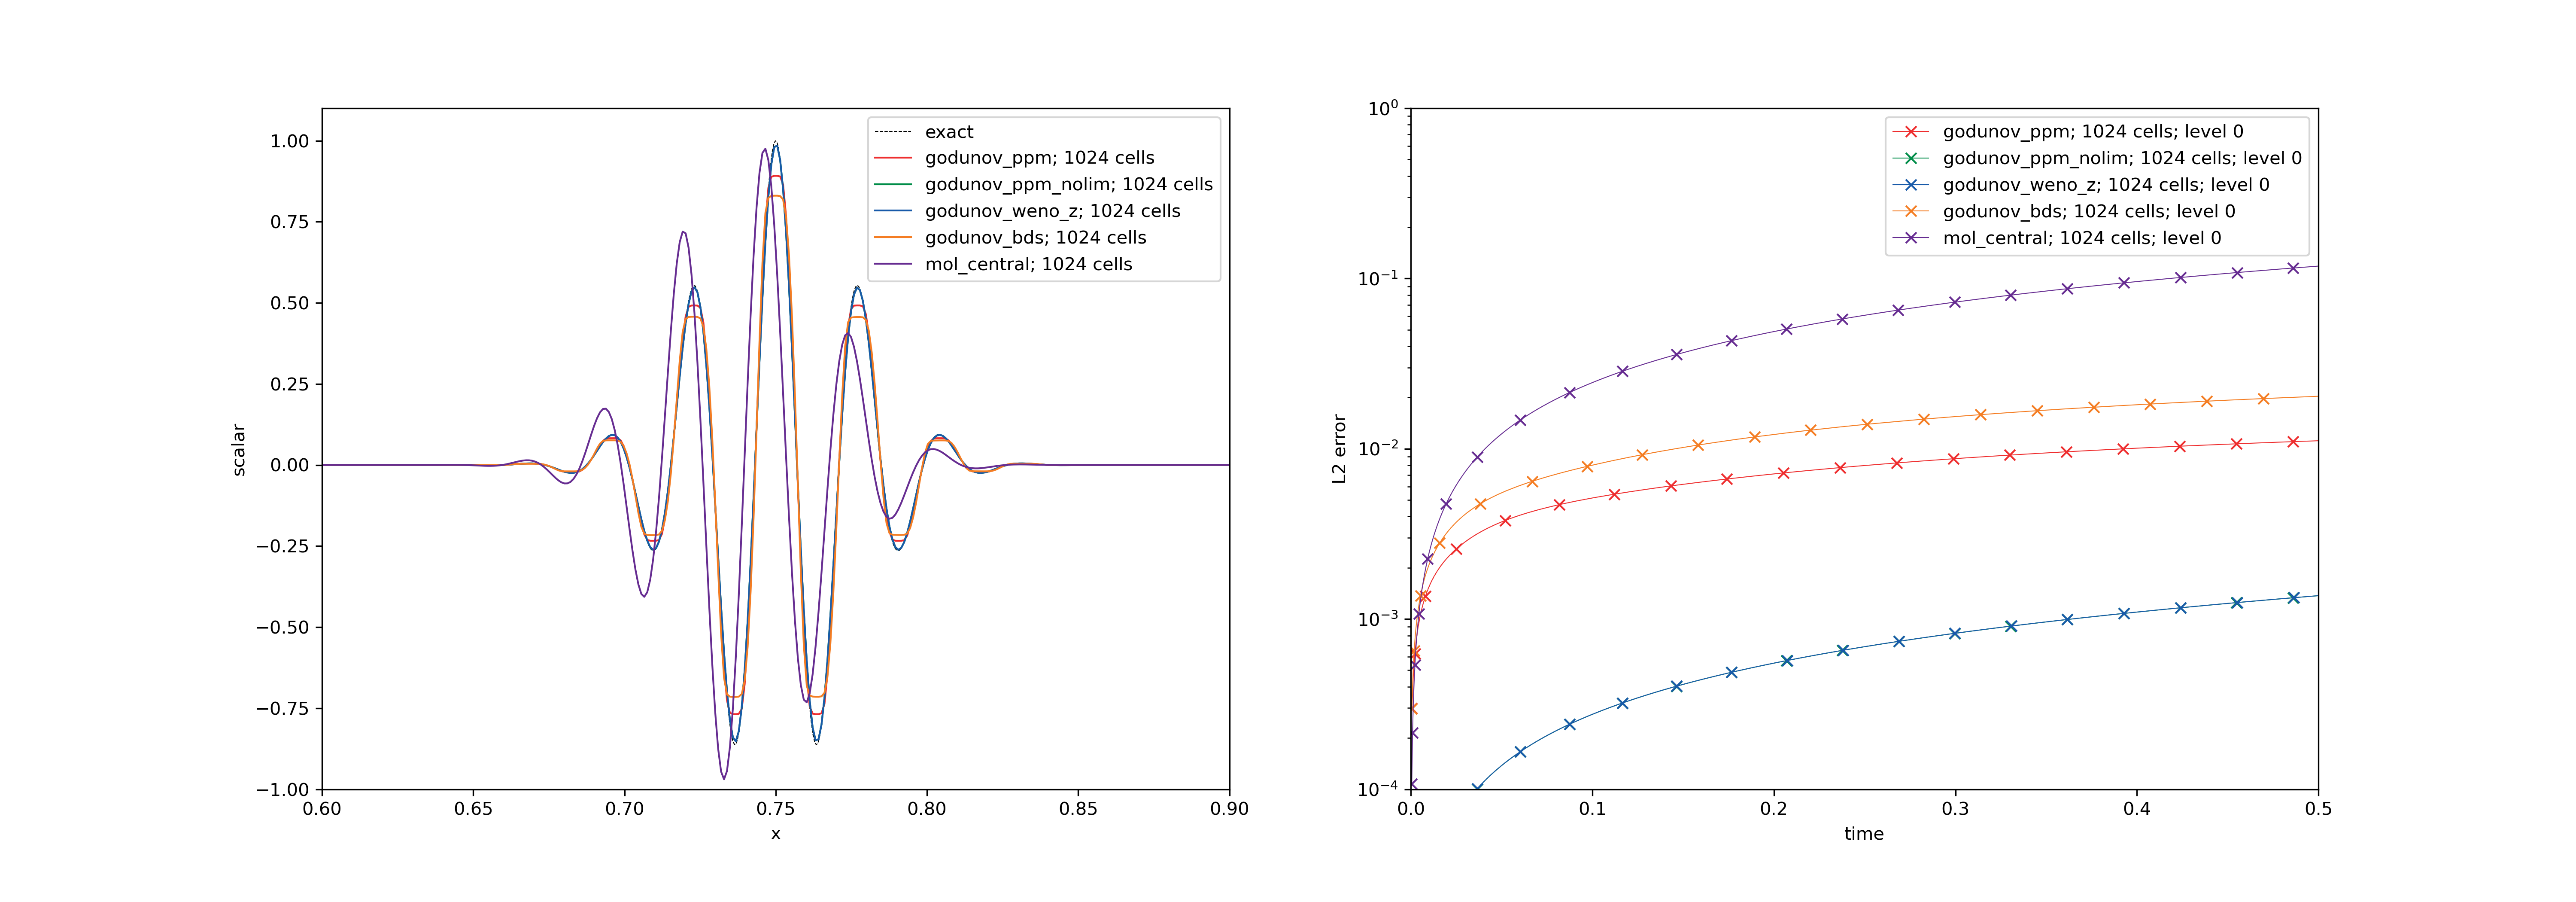 1.00
0.75
0.50
0.25
0.00
−0.25
−0.50
−0.75
−1.00
scalar
0.60 0.65 0.70 0.75 0.80 0.85 0.90
x
exact
godunov_ppm; 1024 cells
godunov_ppm_nolim; 1024 cells
godunov_weno_z; 1024 cells
godunov_bds; 1024 cells
mol_central; 1024 cells
10⁰
10⁻¹
10⁻²
10⁻³
10⁻⁴
L2 error
0.0 0.1 0.2 0.3 0.4 0.5
time
godunov_ppm; 1024 cells; level 0
godunov_ppm_nolim; 1024 cells; level 0
godunov_weno_z; 1024 cells; level 0
godunov_bds; 1024 cells; level 0
mol_central; 1024 cells; level 0